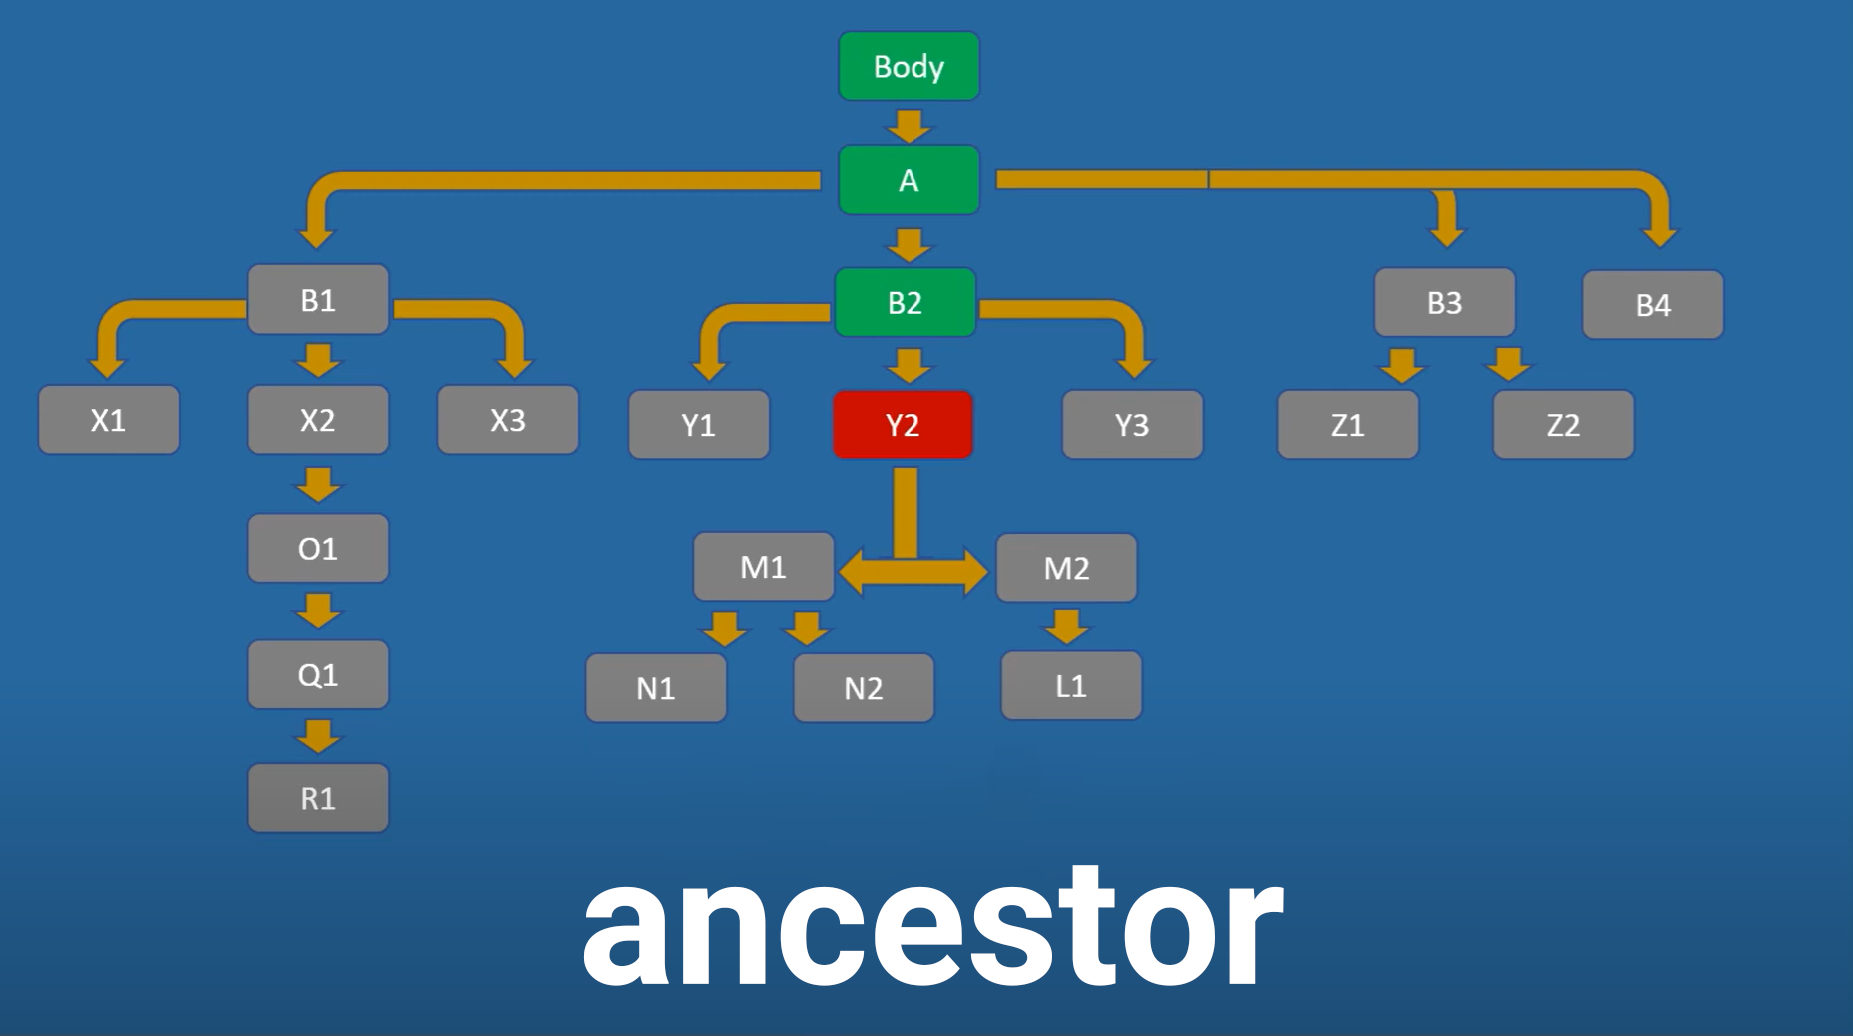 Body
A
B1
B2
B3
B4
X1
X2
X3
Y1
Y2
Y3
Z1
Z2
O1
M1
M2
Q1
N1
N2
L1
R1
ancestor